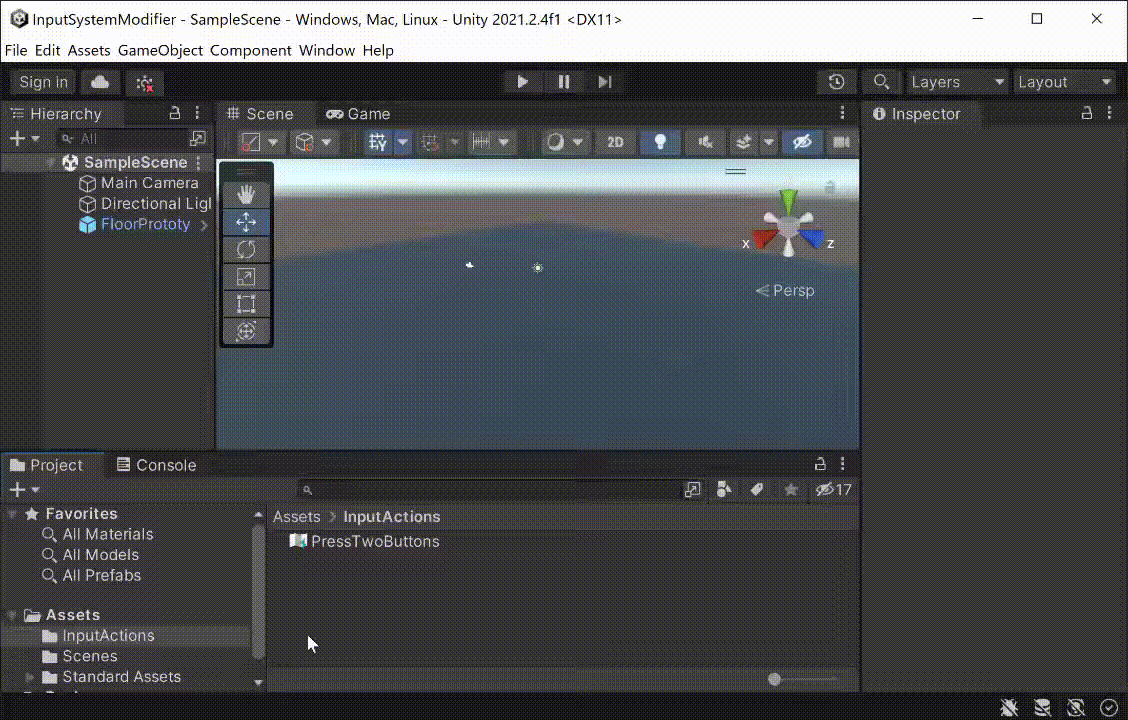 InputSystemModifier - SampleScene - Windows, Mac, Linux - Unity 2021.2.4f1 <DX11>
File Edit Assets GameObject Component Window Help
Sign in Layers Layout
Hierarchy Scene Game Inspector
All 2D
SampleScene
Main Camera
Directional Ligl
FloorPrototy
x z
Persp
Project Console
17
Favorites
Assets > InputActions
All Materials
PressTwoButtons
All Models
All Prefabs
Assets
InputActions
Scenes
Standard Assets